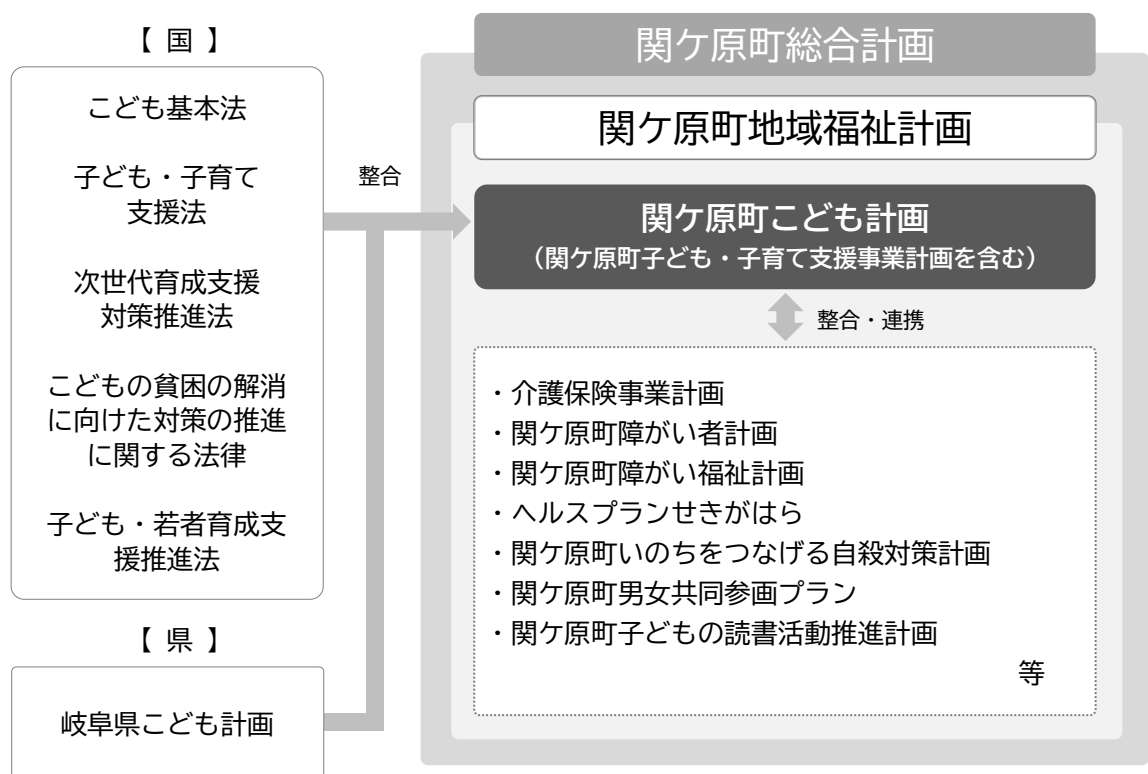 【 国 】
こども基本法
子ども・子育て
支援法
次世代育成支援
対策推進法
こどもの貧困の解消
に向けた対策の推進
に関する法律
子ども・若者育成支
援推進法
【 県 】
岐阜県こども計画
整合
関ケ原町総合計画
関ケ原町地域福祉計画
関ケ原町こども計画
（関ケ原町子ども・子育て支援事業計画を含む）
整合・連携
・介護保険事業計画
・関ケ原町障がい者計画
・関ケ原町障がい福祉計画
・ヘルスプランせきがはら
・関ケ原町いのちをつなげる自殺対策計画
・関ケ原町男女共同参画プラン
・関ケ原町子どもの読書活動推進計画
等